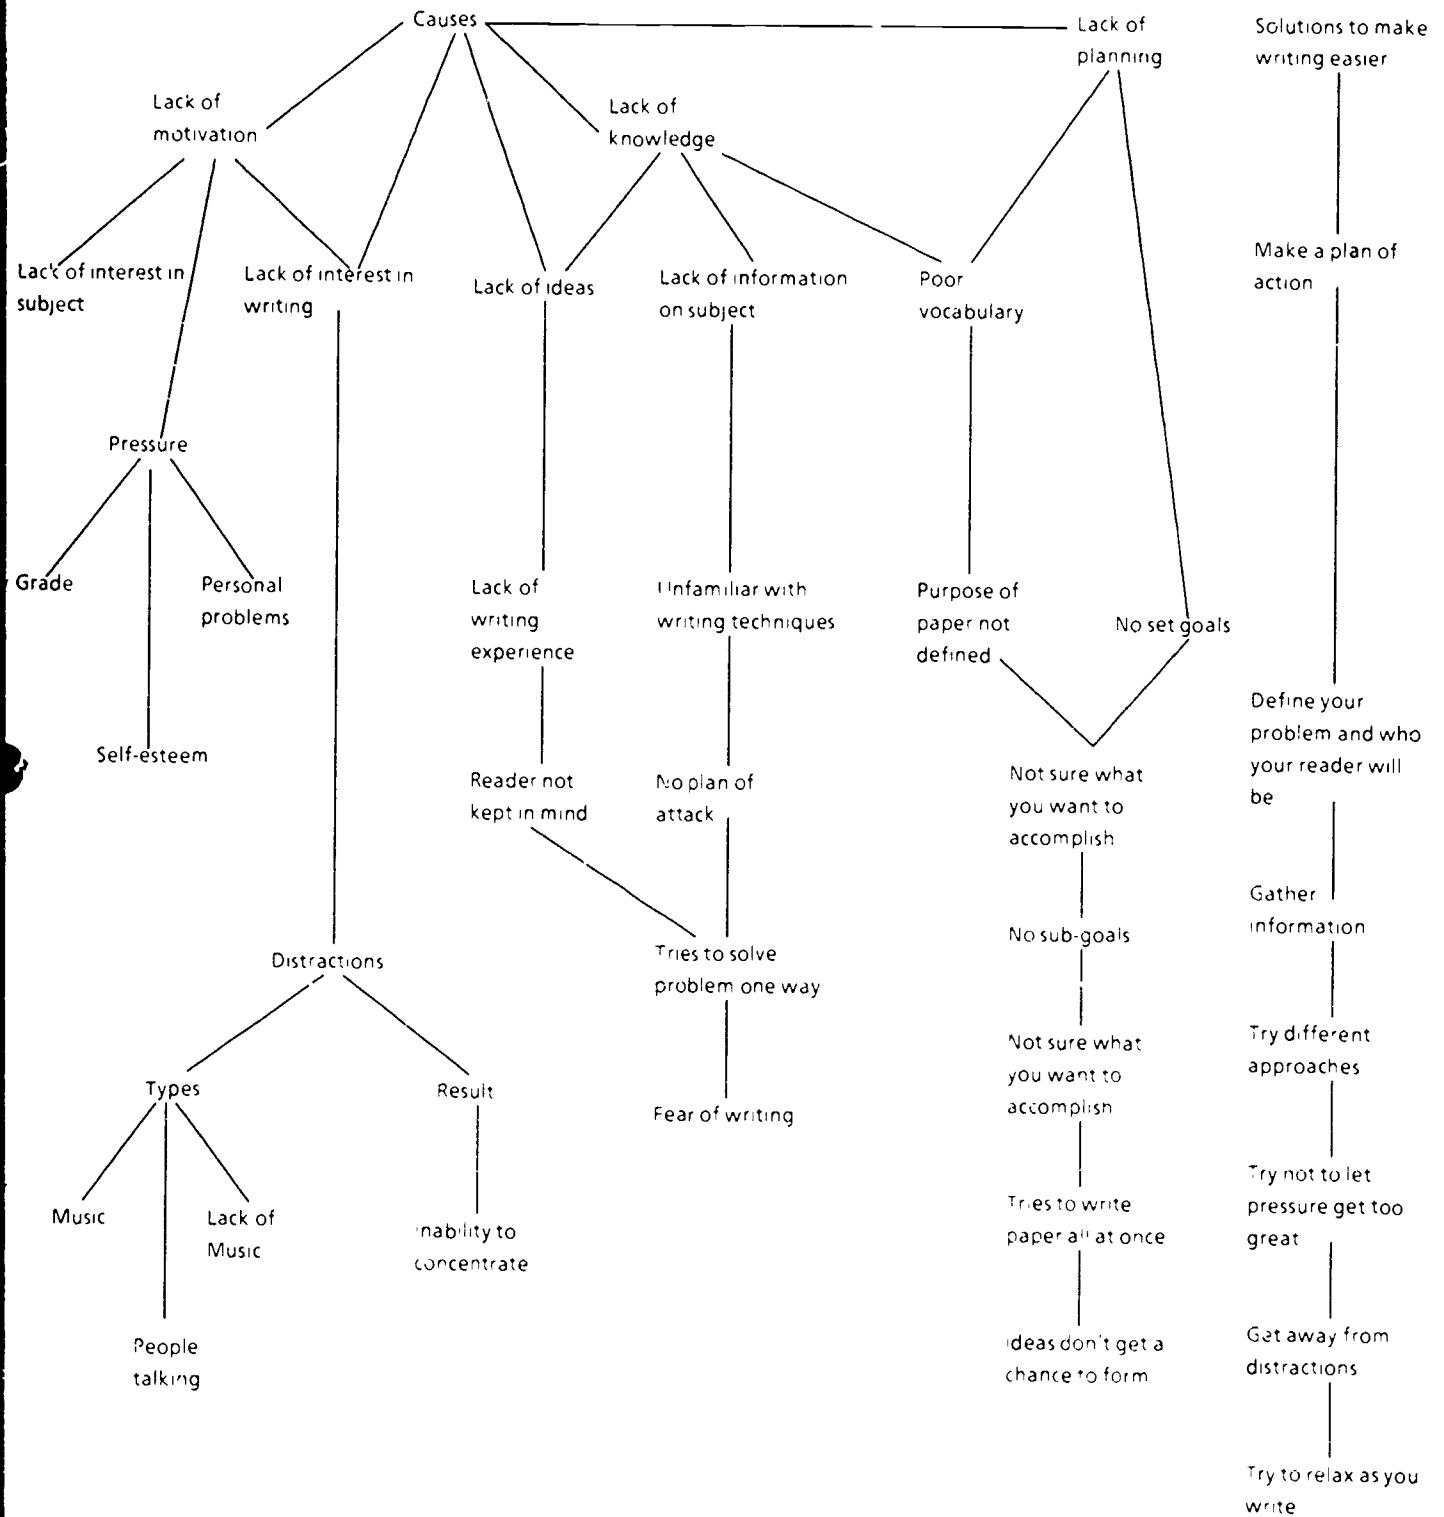 Causes
Lack of
planning
Solutions to make
writing easier
Lack of
motivation
Lack of
knowledge
Make a plan of
action
Lack of interest in
subject
Lack of interest in
writing
Lack of ideas
Lack of information
on subject
Poor
vocabulary
Pressure
Grade
Personal
problems
Lack of
writing
experience
Unfamiliar with
writing techniques
Purpose of
paper not
defined
No set goals
Self-esteem
Define your
problem and who
your reader will
be
Reader not
kept in mind
No plan of
attack
Not sure what
you want to
accomplish
Gather
information
Distractions
Tries to solve
problem one way
No sub-goals
Try different
approaches
Types
Result
Fear of writing
Not sure what
you want to
accomplish
Try not to let
pressure get too
great
Music
Lack of
Music
Inability to
concentrate
Tries to write
paper all at once
People
talking
Ideas don't get a
chance to form
Get away from
distractions
Try to relax as you
write